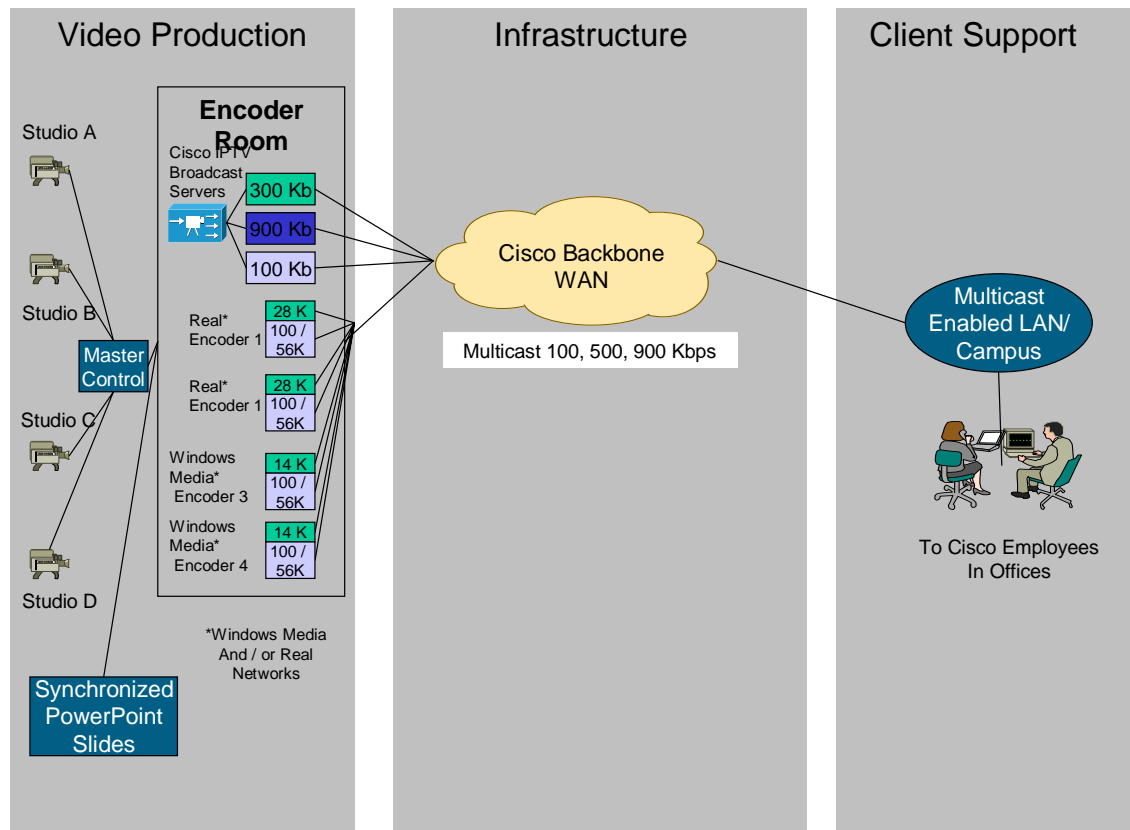 Video Production
Infrastructure
Client Support
Encoder
Room
Studio A
Cisco IPTV
Broadcast
Servers
300 Kb
900 Kb
100 Kb
Studio B
Master
Control
Studio C
Studio D
Real*
Encoder 1
28 K
100 /
56K
Real*
Encoder 1
28 K
100 /
56K
Windows
Media*
Encoder 3
14 K
100 /
56K
Windows
Media*
Encoder 4
14 K
100 /
56K
*Windows Media
And / or Real
Networks
Synchronized
PowerPoint
Slides
Cisco Backbone
WAN
Multicast 100, 500, 900 Kbps
Multicast
Enabled LAN/
Campus
To Cisco Employees
In Offices